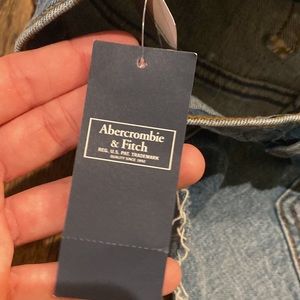 Abercrombie
& Fitch
REG. U.S. PAT. TRADEMARK
QUALITY SINCE 1892